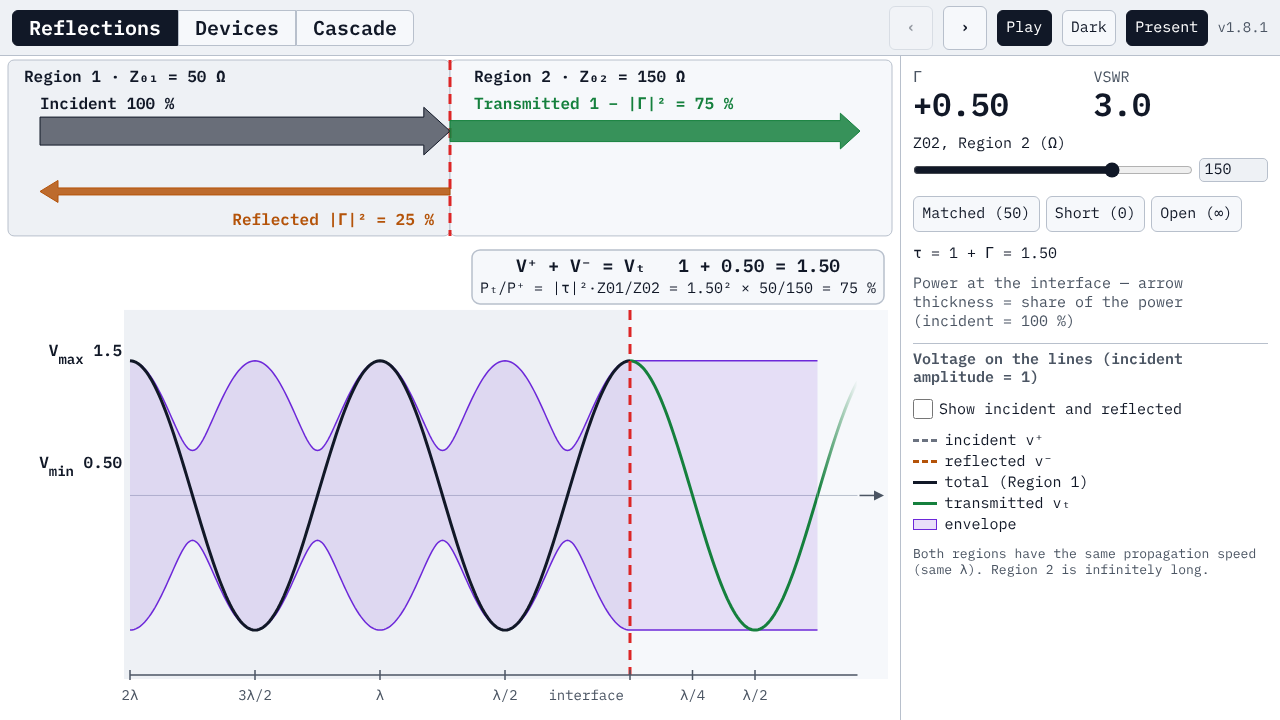 Reflections Devices Cascade ‹ › Play Dark Present v1.8.1
Region 1 · Z₀₁ = 50 Ω
Region 2 · Z₀₂ = 150 Ω
Incident 100 %
Transmitted 1 − |Γ|² = 75 %
Reflected |Γ|² = 25 %
V⁺ + V⁻ = Vₜ 1 + 0.50 = 1.50
Pₜ/P⁺ = |τ|²·Z01/Z02 = 1.50² × 50/150 = 75 %
Vmax 1.5
Vmin 0.50
2λ 3λ/2 λ λ/2 interface λ/4 λ/2
Γ VSWR
+0.50 3.0
Z02, Region 2 (Ω)
150
Matched (50) Short (0) Open (∞)
τ = 1 + Γ = 1.50
Power at the interface — arrow
thickness = share of the power
(incident = 100 %)
Voltage on the lines (incident
amplitude = 1)
Show incident and reflected
incident v⁺
reflected v⁻
total (Region 1)
transmitted vₜ
envelope
Both regions have the same propagation speed
(same λ). Region 2 is infinitely long.